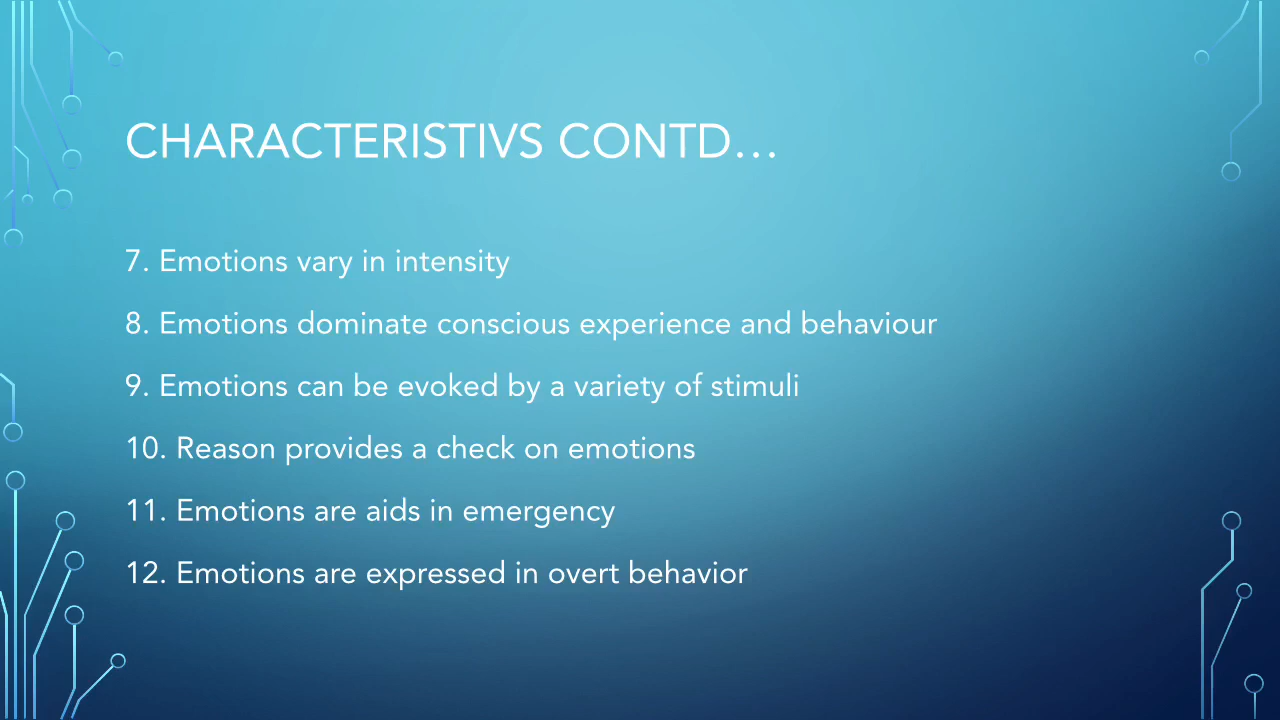 CHARACTERISTIVS CONTD...
7. Emotions vary in intensity
8. Emotions dominate conscious experience and behaviour
9. Emotions can be evoked by a variety of stimuli
10. Reason provides a check on emotions
11. Emotions are aids in emergency
12. Emotions are expressed in overt behavior